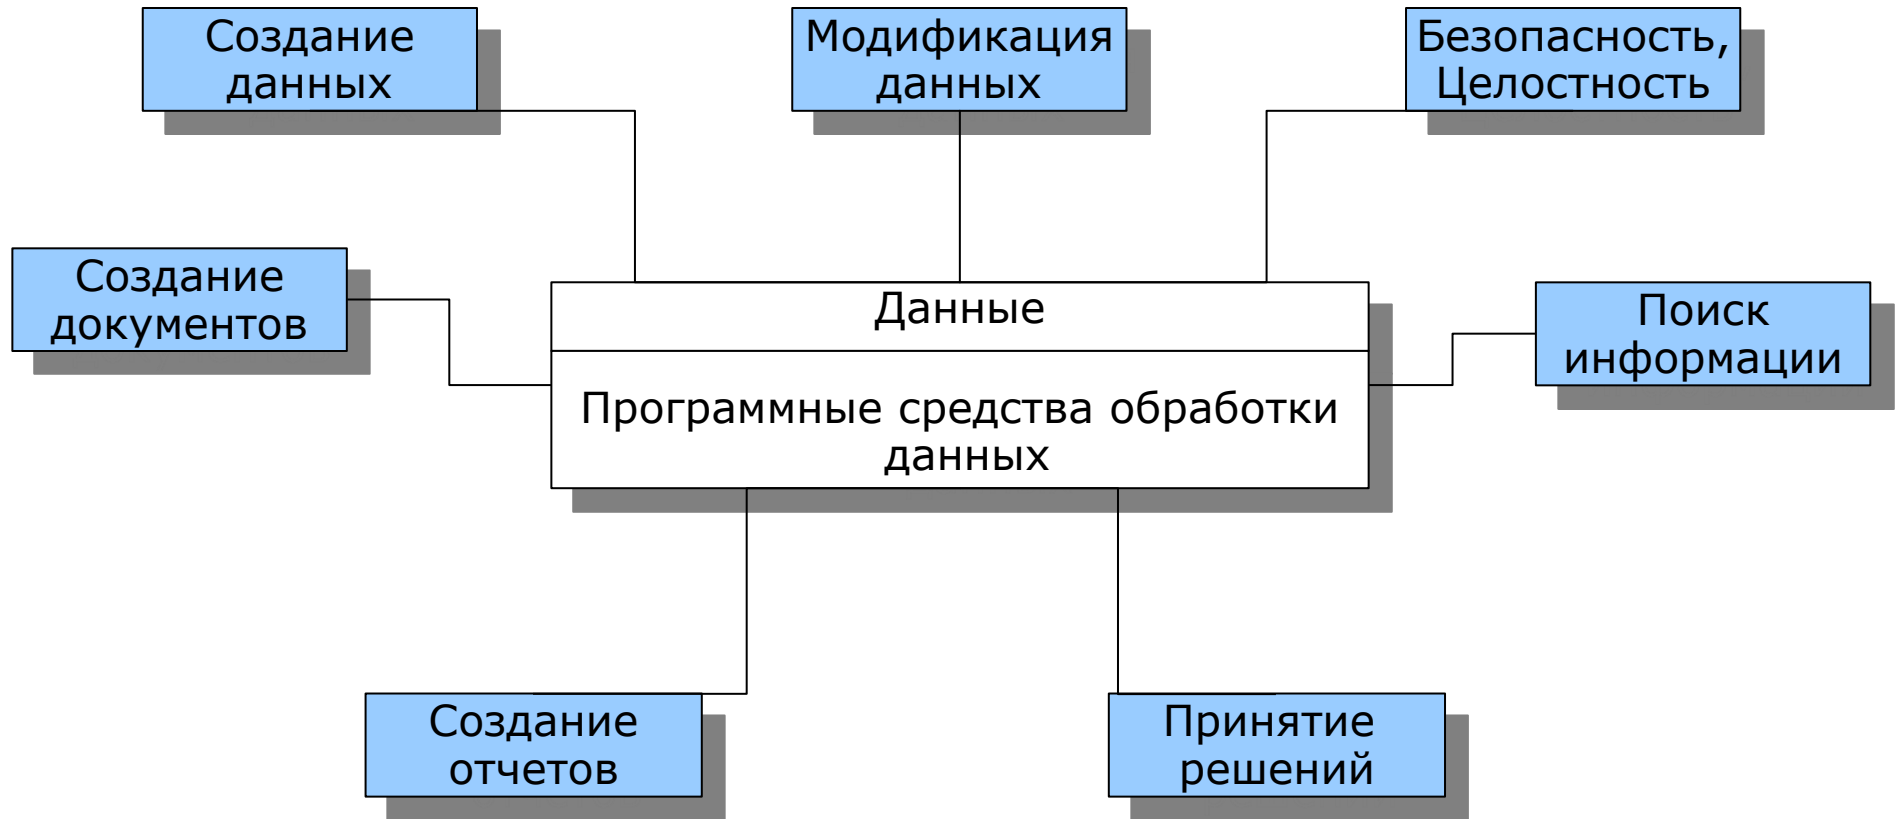 Создание
данных
Модификация
данных
Безопасность,
Целостность
Создание
документов
Данные
Программные средства обработки
данных
Поиск
информации
Создание
отчетов
Принятие
решений